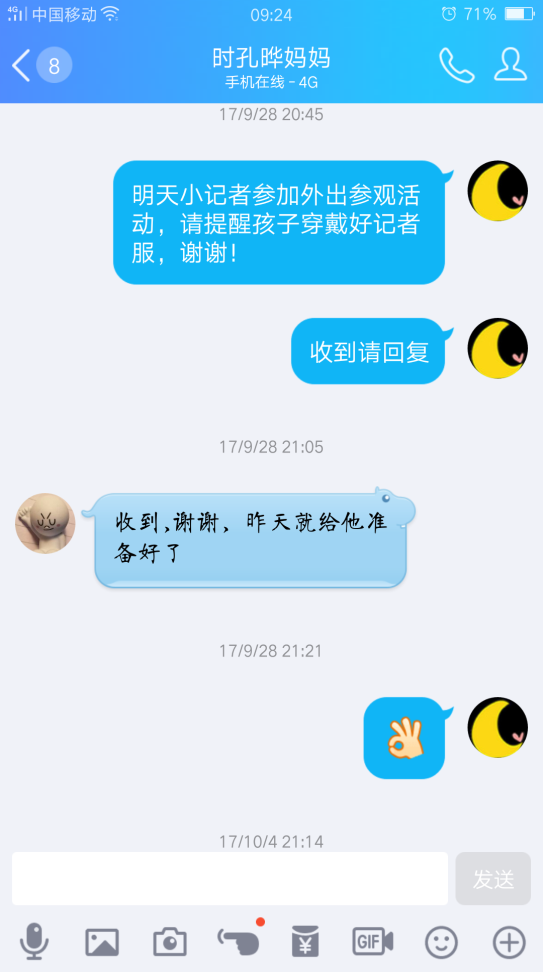 4G 中国移动 09:24 71%
8 时孔晔妈妈
手机在线 - 4G
17/9/28 20:45
明天小记者参加外出参观活
动，请提醒孩子穿戴好记者
服，谢谢！
收到请回复
17/9/28 21:05
收到,谢谢，昨天就给他准
备好了
17/9/28 21:21
17/10/4 21:14
发送
¥ GIF